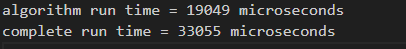 algorithm run time = 19049 microseconds
complete run time = 33055 microseconds